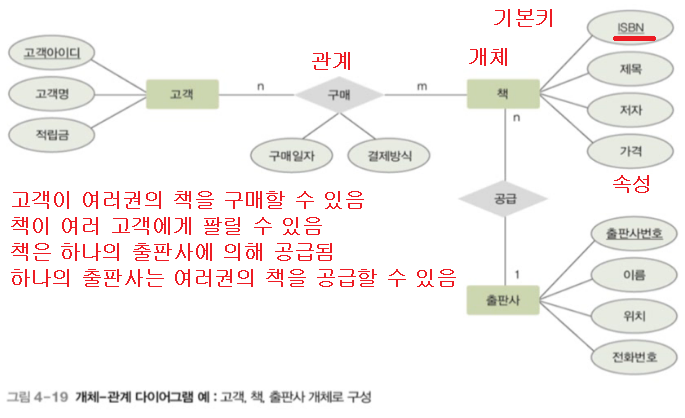 기본키
ISBN
관계
개체
고객아이디
고객명
적립금
고객
n
구매
m
책
제목
저자
가격
속성
구매일자
결제방식
n
공급
1
고객이 여러권의 책을 구매할 수 있음
책이 여러 고객에게 팔릴 수 있음
책은 하나의 출판사에 의해 공급됨
하나의 출판사는 여러권의 책을 공급할 수 있음
출판사
출판사번호
이름
위치
전화번호
그림 4-19 개체-관계 다이어그램 예 : 고객, 책, 출판사 개체로 구성